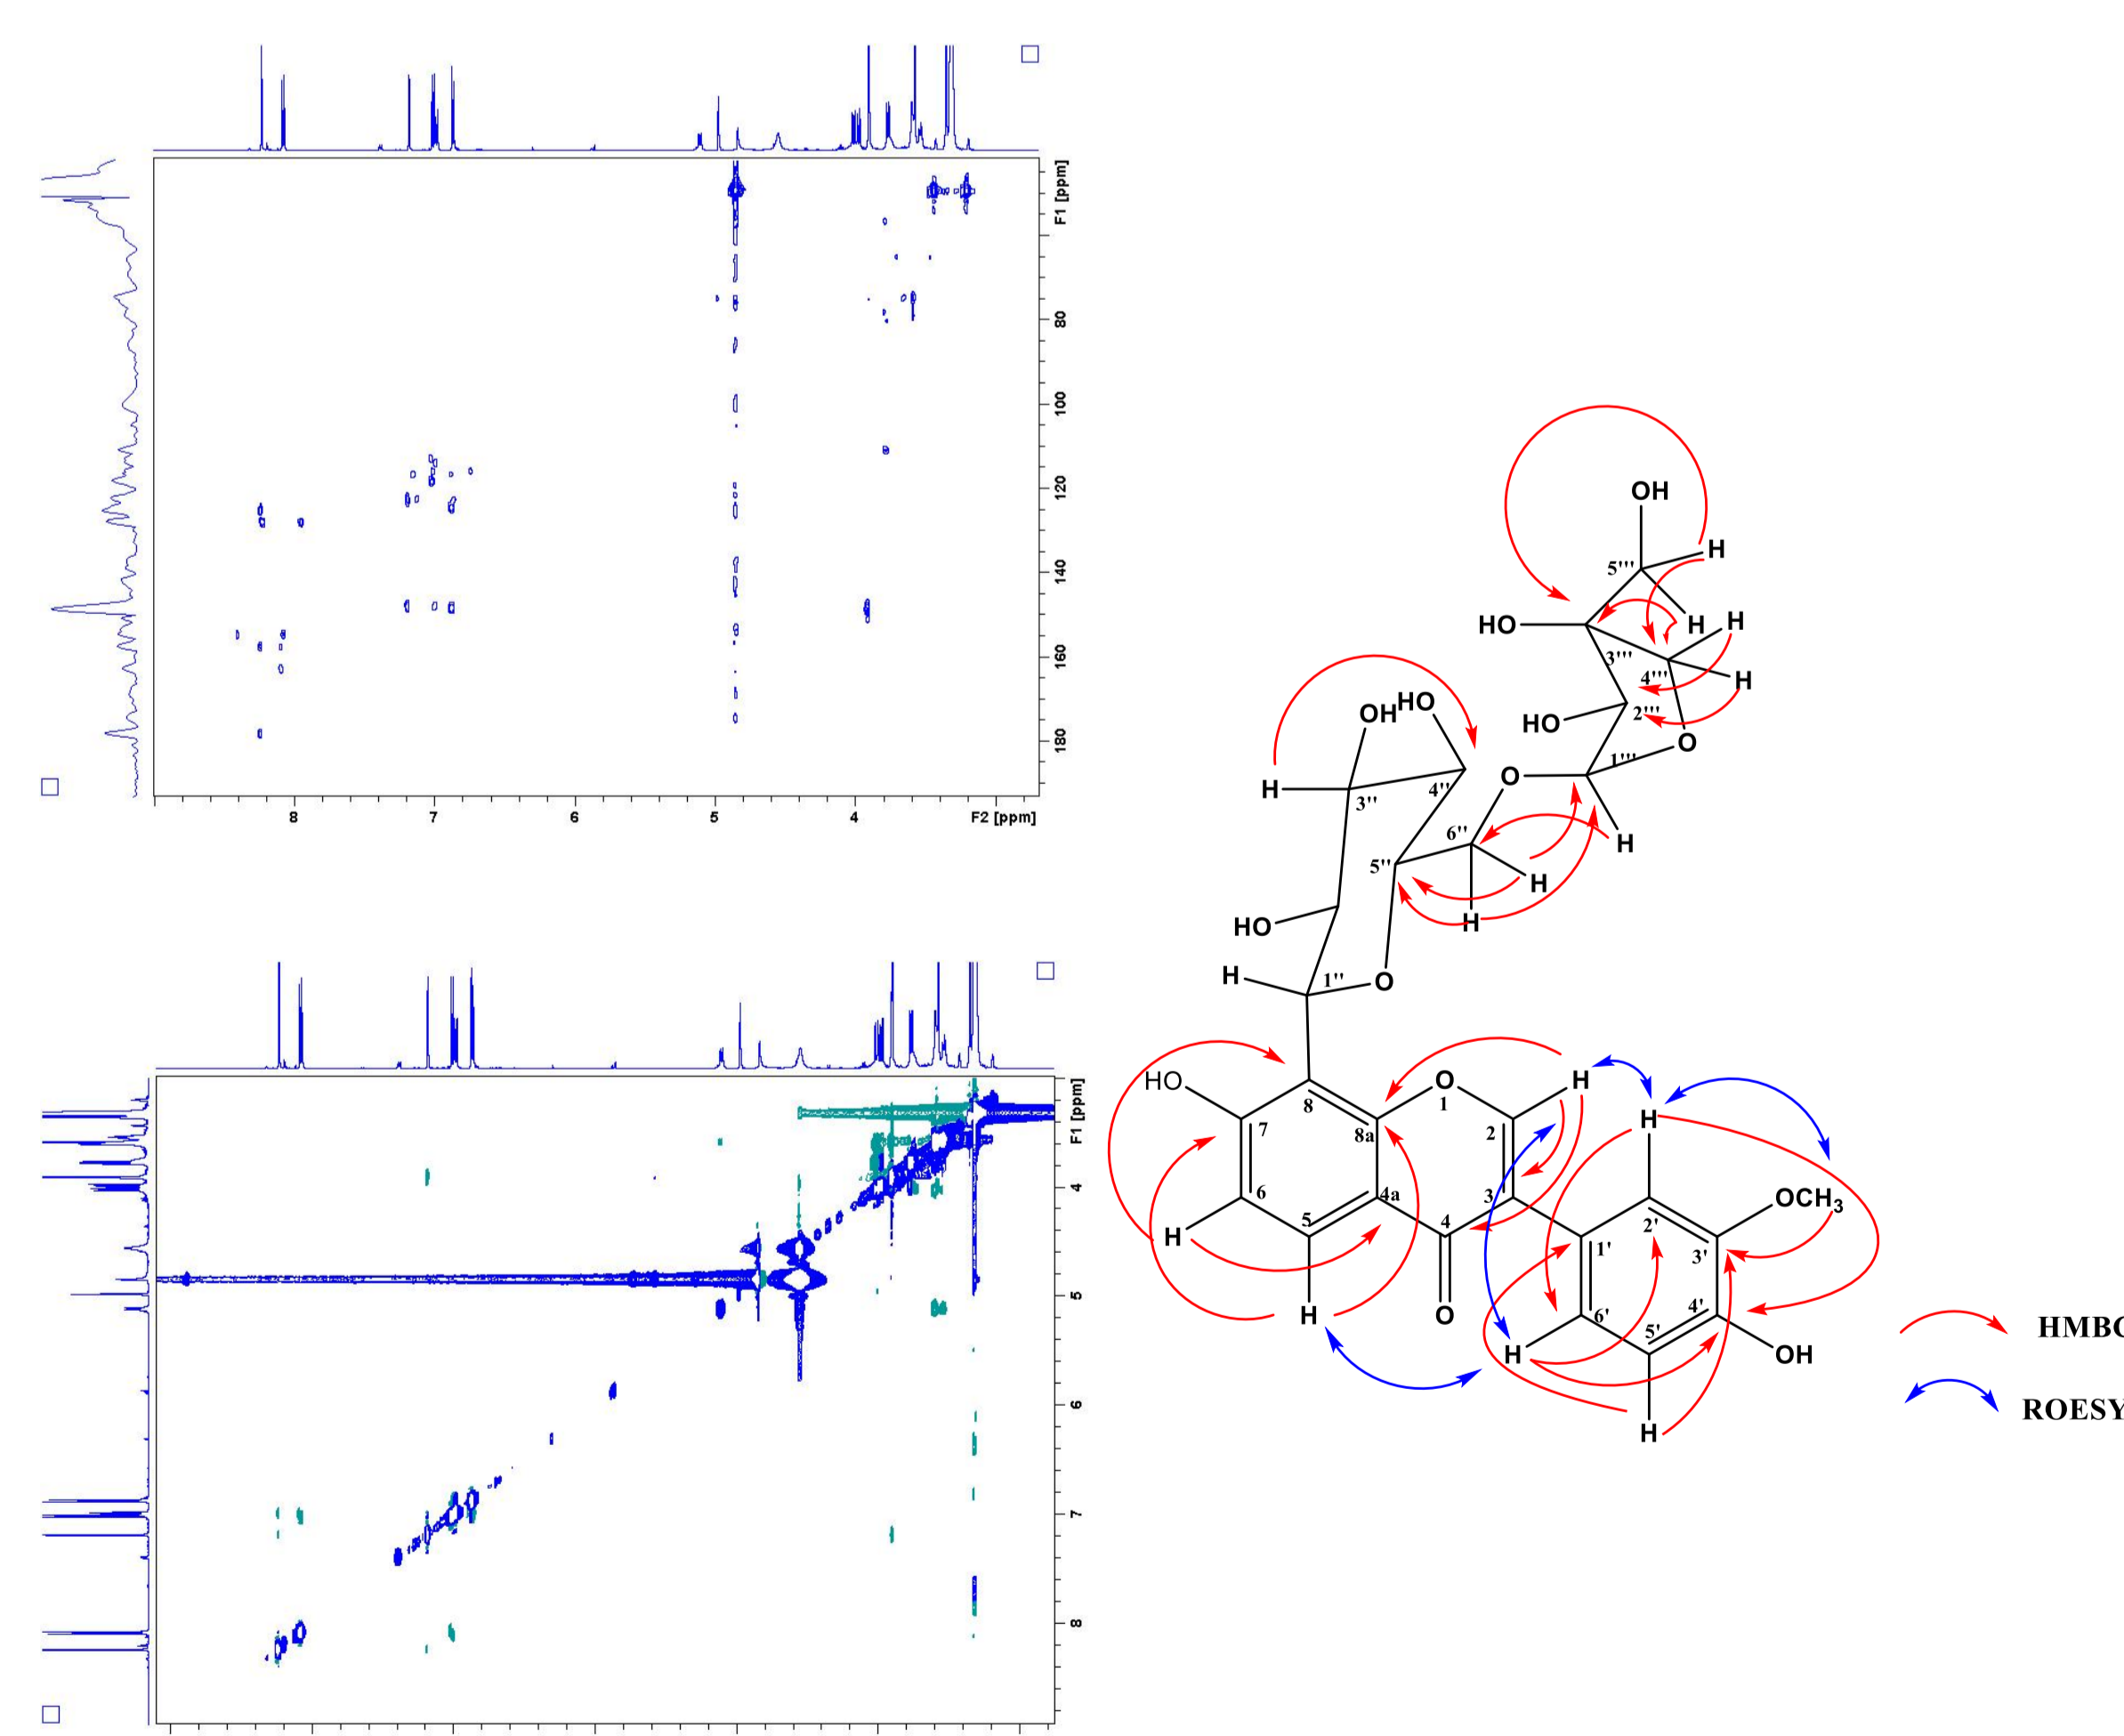 F1 [ppm]
80
100
120
140
160
180
8
7
6
5
4
F2 [ppm]
F1 [ppm]
4
5
6
7
8
OH
5'''
H
HO
H
H
3'''
4'''
H
HO
2'''
O
1'''
O
H
OH
HO
H
3''
4''
6''
5''
H
H
HO
H
1''
O
HO
8
7
6
5
8a
4a
O
1
2
3
4
H
H
H
O
H
OCH3
2'
3'
1'
4'
6'
5'
H
OH
H
HMBC
ROESY